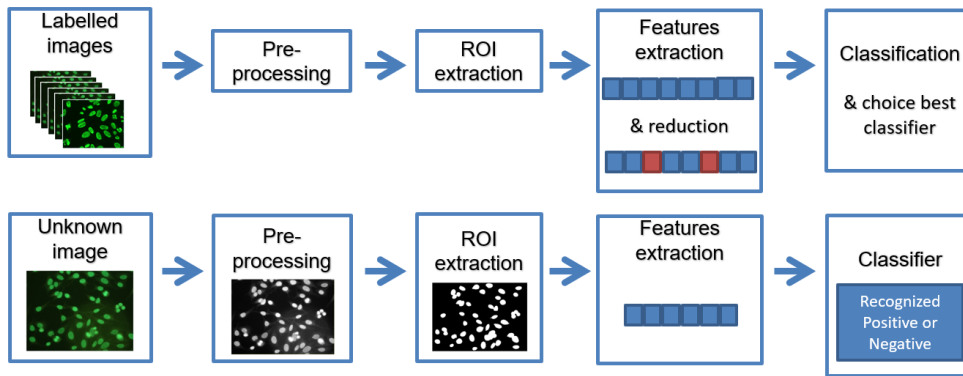 Labelled
images
Pre-
processing
ROI
extraction
Features
extraction
& reduction
Classification
& choice best
classifier
Unknown
image
Pre-
processing
ROI
extraction
Features
extraction
Classifier
Recognized
Positive or
Negative